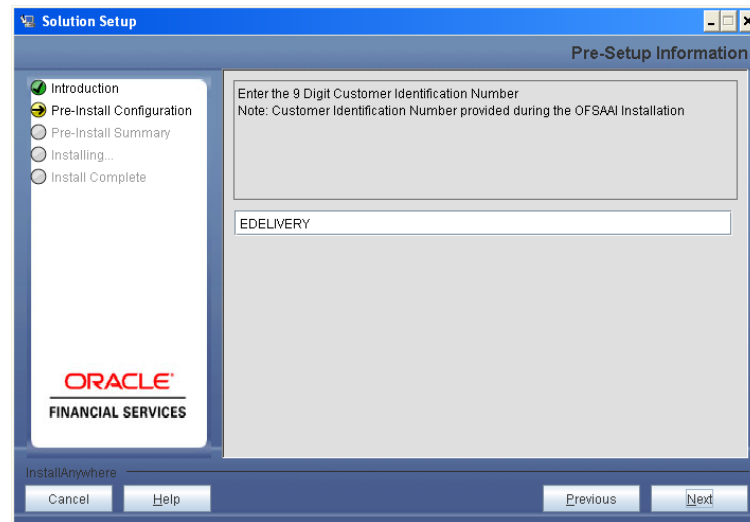 Solution Setup
Pre-Setup Information
Introduction
Pre-Install Configuration
Pre-Install Summary
Installing...
Install Complete
ORACLE
FINANCIAL SERVICES
Enter the 9 Digit Customer Identification Number
Note: Customer Identification Number provided during the OFSAAI Installation
EDELIVERY
InstallAnywhere
Cancel
Help
Previous
Next